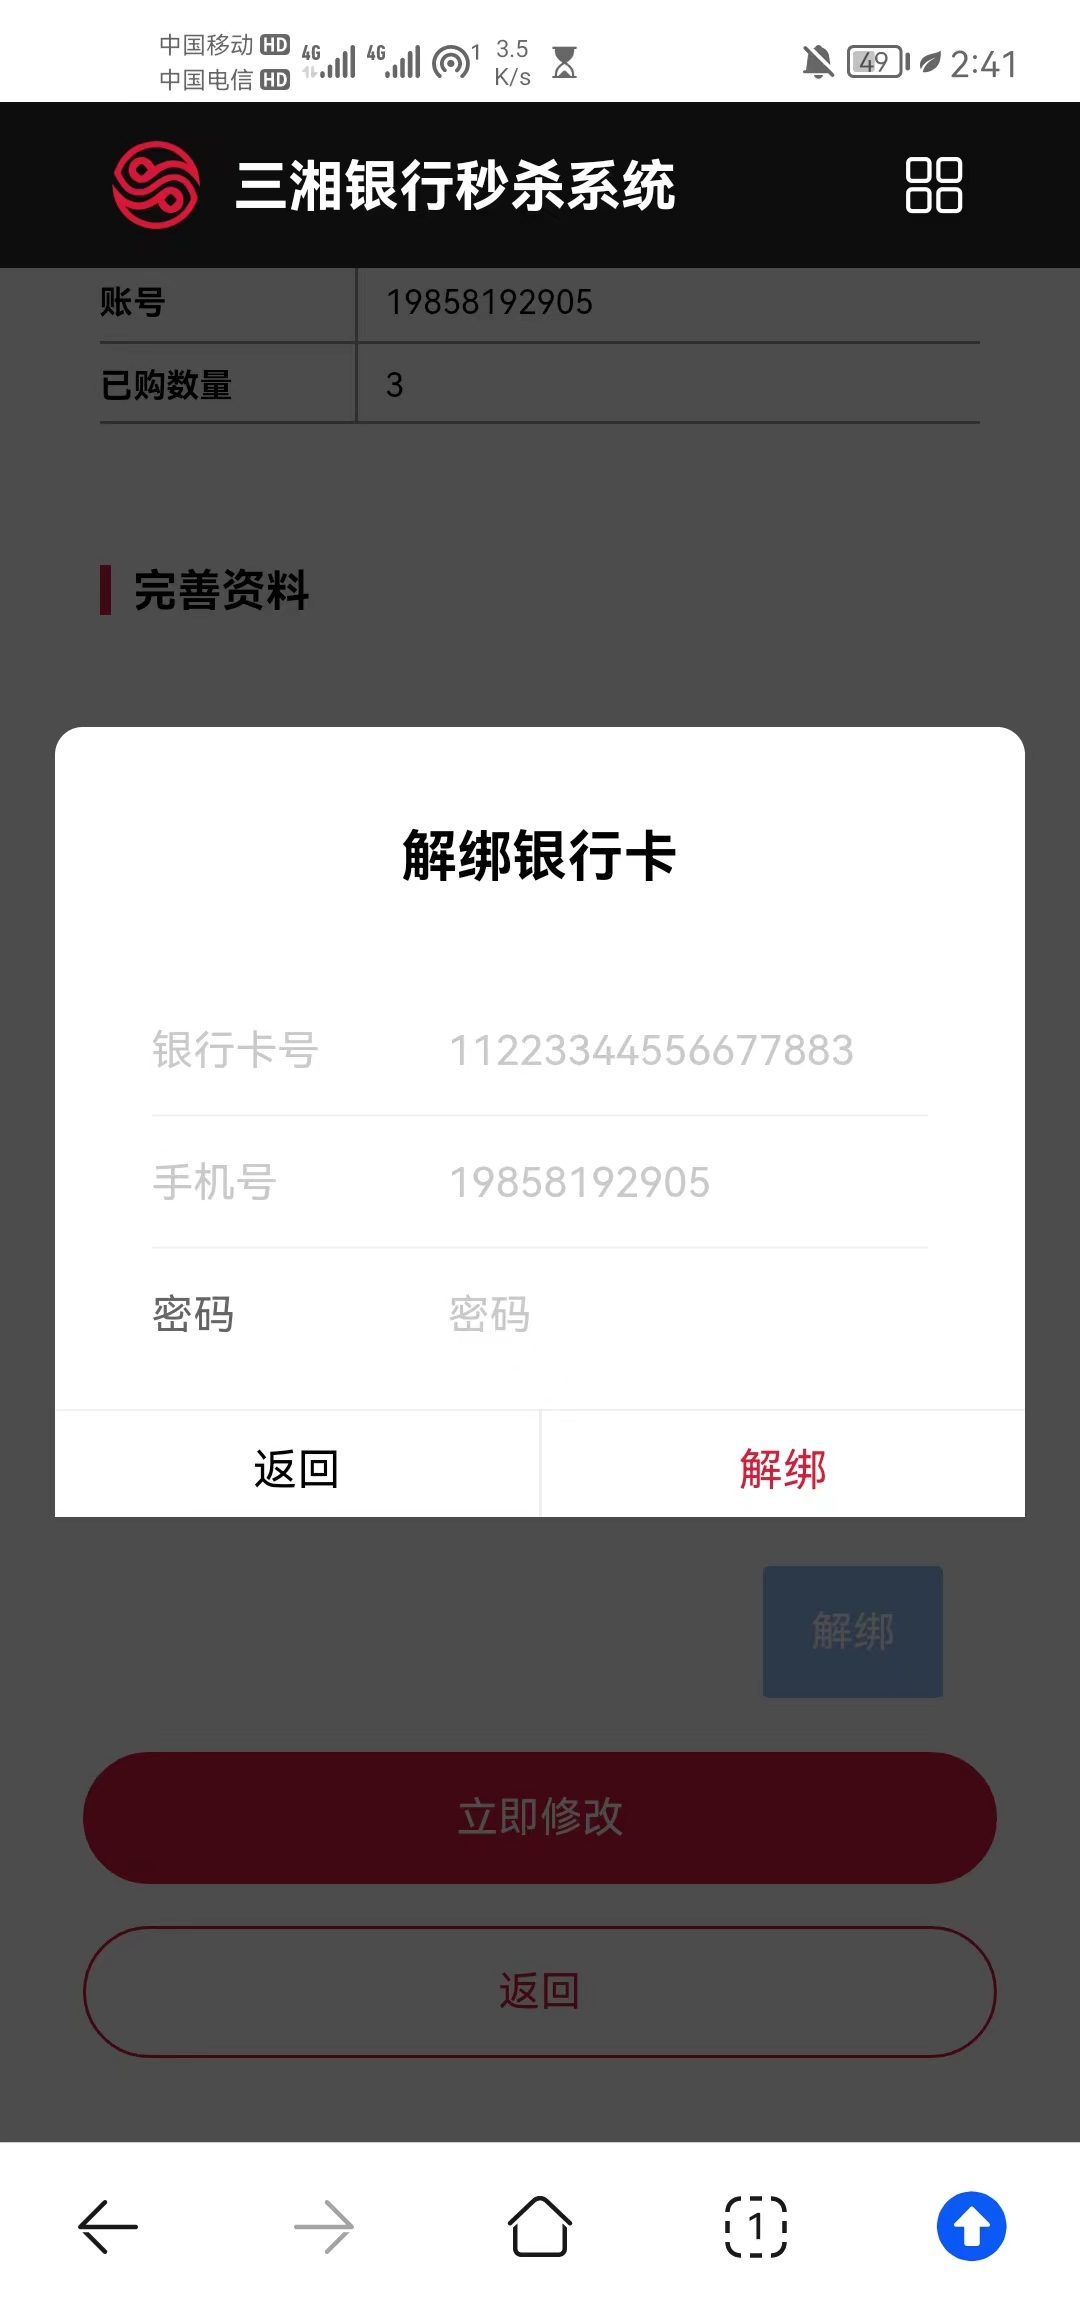 中国移动 HD
中国电信 HD
4G
4G
1
3.5
K/s
49
2:41
三湘银行秒杀系统
账号 19858192905
已购数量 3
完善资料
解绑银行卡
银行卡号 11223344556677883
手机号 19858192905
密码 密码
返回 解绑
解绑
立即修改
返回
1